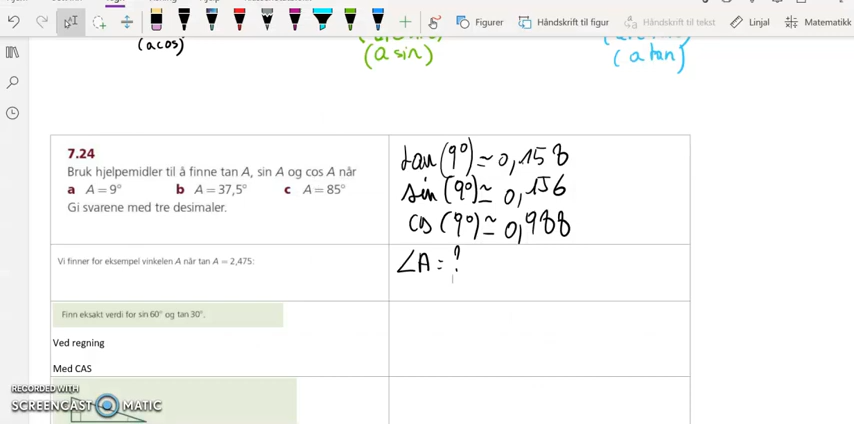 Figurer
Håndskrift til figur
Håndskrift til tekst
Linjal
Matematikk
(acos)
(asin)
(atan)
7.24
Bruk hjelpemidler til å finne tan A, sin A og cos A når
a A = 9° b A = 37,5° c A = 85°
Gi svarene med tre desimaler.
tan(9°) ≃ 0,158
sin(9°) ≃ 0,156
cos(9°) ≃ 0,988
Vi finner for eksempel vinkelen A når tan A = 2,475:
∠A = ?
Finn eksakt verdi for sin 60° og tan 30°.
Ved regning
Med CAS
RECORDED WITH
SCREENCAST MATIC